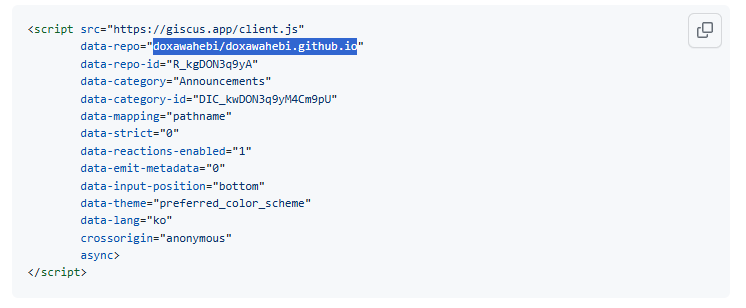 <script src="https://giscus.app/client.js"
data-repo="doxawahebi/doxawahebi.github.io"
data-repo-id="R_kgDON3q9yA"
data-category="Announcements"
data-category-id="DIC_kwDON3q9yM4Cm9pU"
data-mapping="pathname"
data-strict="0"
data-reactions-enabled="1"
data-emit-metadata="0"
data-input-position="bottom"
data-theme="preferred_color_scheme"
data-lang="ko"
crossorigin="anonymous"
async>
</script>